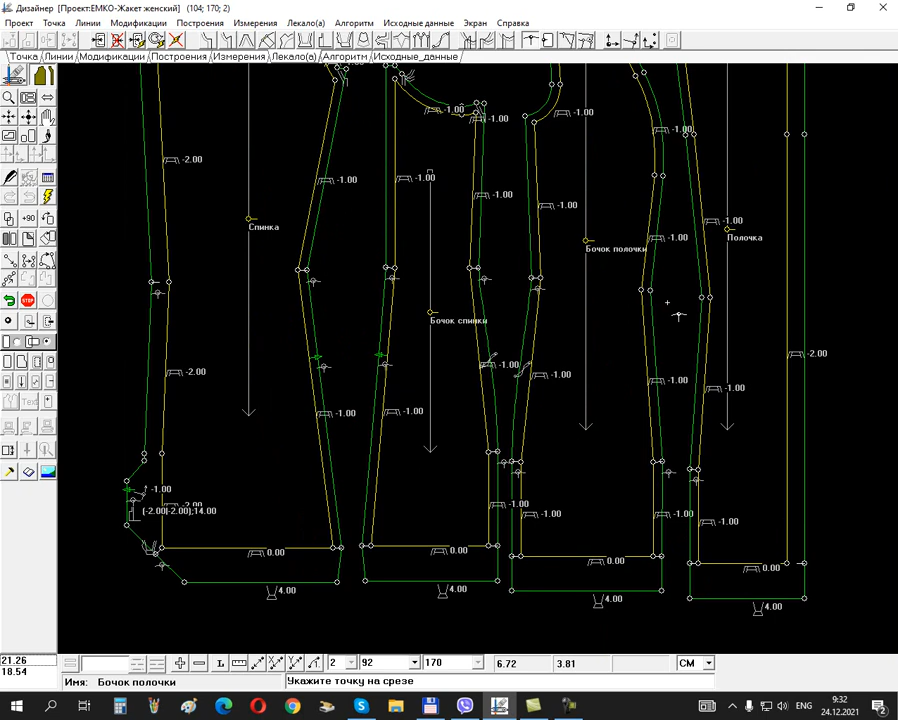 Дизайнер [Проект:ЕМКО-Жакет женский] (104; 170; 2)
Проект Точка Линии Модификации Построения Измерения Лекало(а) Алгоритм Исходные данные Экран Справка
Точка Линии Модификации Построения Измерения Лекало(а) Алгоритм Исходные_данные
+90
STOP
Text
-1.00 -1.00 -1.00 -1.00
-2.00 -1.00 -1.00 -1.00 -1.00
Спинка
-1.00 -1.00
Полочка
Бочок полочки
Бочок спинки
-2.00
-2.00 -1.00 -1.00 -1.00 -1.00
-1.00 -1.00
-1.00
-2.00
[-2.00(-2.00);14.00
-1.00 -1.00 -1.00 -1.00
0.00 0.00 0.00 0.00
4.00 4.00 4.00 4.00
21.26
18.54
L 2 92 170 6.72 3.81 СМ
Имя: Бочок полочки Укажите точку на срезе
ENG
9:32
24.12.2021
2